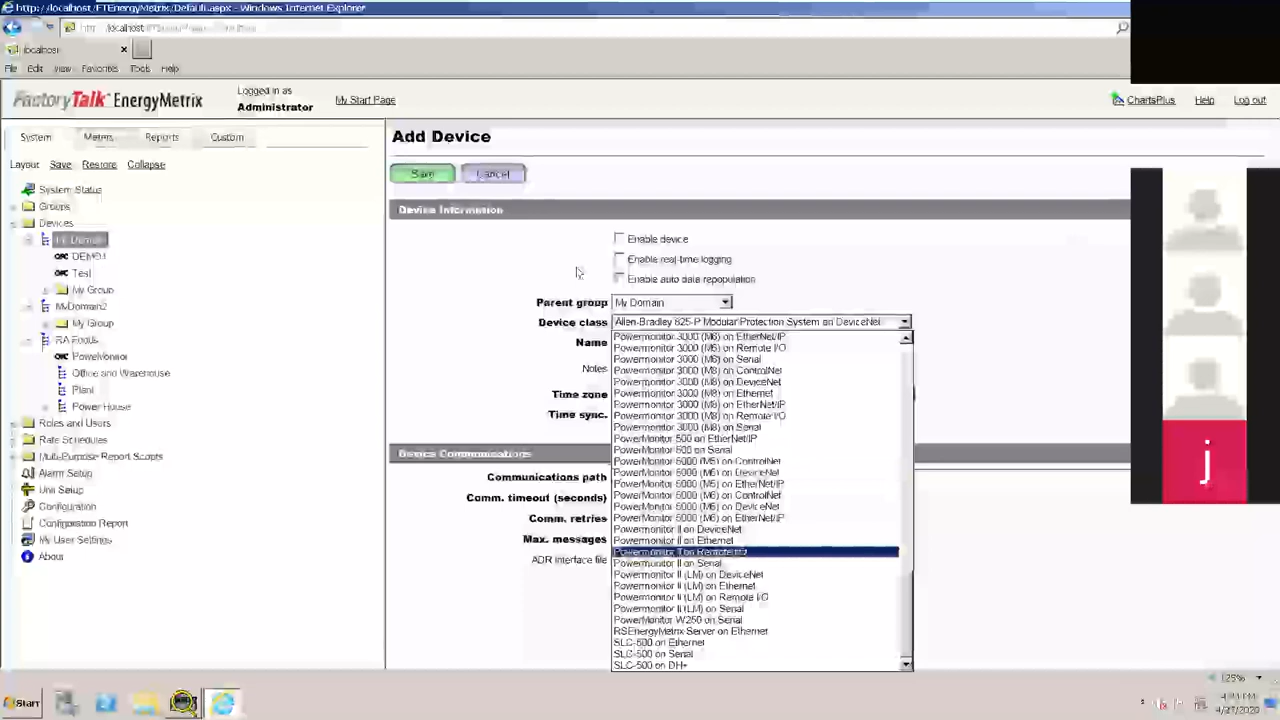 http://localhost/FTEnergyMetrix/Default.aspx - Windows Internet Explorer
localhost
File Edit View Favorites Tools Help
FactoryTalk EnergyMetrix
Logged in as
Administrator
My Start Page
ChartsPlus Help Log out
System Meters Reports Custom
Layout Save Restore Collapse
System Status
Groups
Devices
My Domain
DEMO1
Test
My Group
MyDomain2
My Group
RA Foods
PowerMonitor
Office and Warehouse
Plant
Power House
Roles and Users
Rate Schedules
Multi-Purpose Report Scripts
Alarm Setup
Unit Setup
Configuration
Configuration Report
My User Settings
About
Add Device
Save Cancel
Device Information
Enable device
Enable real-time logging
Enable auto data repopulation
Parent group My Domain
Device class Allen-Bradley 825-P Modular Protection System on DeviceNet
Name
Notes
Time zone
Time sync.
Device Communications
Communications path
Comm. timeout (seconds)
Comm. retries
Max. messages
ADR interface file
Powermonitor 3000 (M6) on EtherNet/IP
Powermonitor 3000 (M6) on Remote I/O
Powermonitor 3000 (M6) on Serial
Powermonitor 3000 (M8) on ControlNet
Powermonitor 3000 (M8) on DeviceNet
Powermonitor 3000 (M8) on Ethernet
Powermonitor 3000 (M8) on EtherNet/IP
Powermonitor 3000 (M8) on Remote I/O
Powermonitor 3000 (M8) on Serial
PowerMonitor 500 on EtherNet/IP
PowerMonitor 500 on Serial
PowerMonitor 5000 (M5) on ControlNet
PowerMonitor 5000 (M5) on DeviceNet
PowerMonitor 5000 (M5) on EtherNet/IP
PowerMonitor 5000 (M6) on ControlNet
PowerMonitor 5000 (M6) on DeviceNet
PowerMonitor 5000 (M6) on EtherNet/IP
Powermonitor II on DeviceNet
Powermonitor II on Ethernet
Powermonitor II on Remote I/O
Powermonitor II on Serial
Powermonitor II (LM) on DeviceNet
Powermonitor II (LM) on Ethernet
Powermonitor II (LM) on Remote I/O
Powermonitor II (LM) on Serial
PowerMonitor W250 on Serial
RSEnergyMetrix Server on Ethernet
SLC-500 on Ethernet
SLC-500 on Serial
SLC-500 on DH+
j
125%
Start
4/27/2020